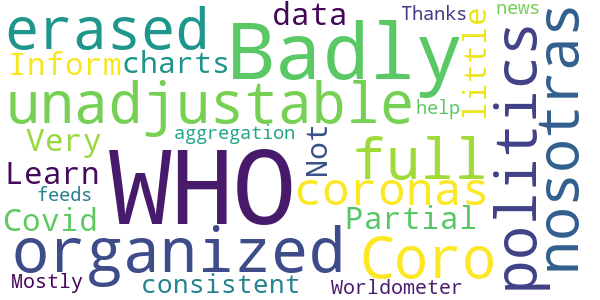 erased
data
Thanks
news
Inform
charts
Badly
little
politics
nosotras
unadjustable
help
Very
aggregation
Not
full
Learn
WHO
coronas
feeds
Covid
Partial
organized
Coro
Mostly
consistent
Worldometer